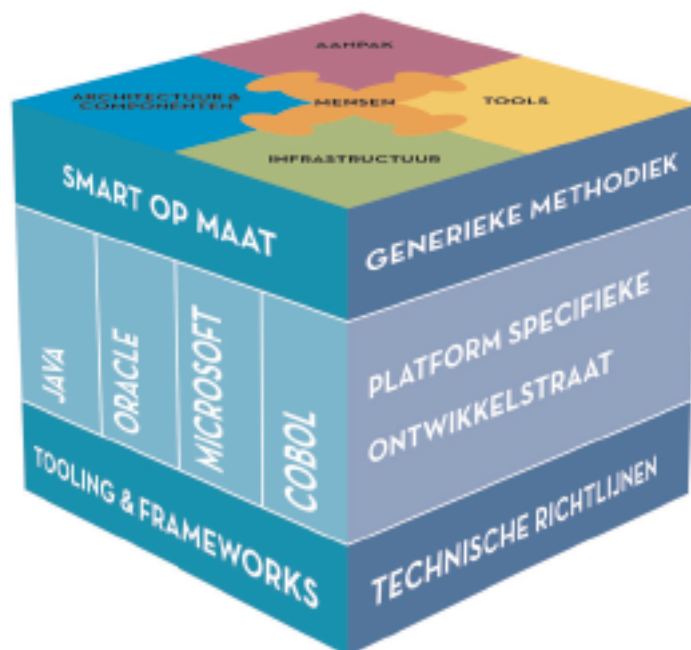 AANPAK
ARCHITECTUUR &
COMPONENTEN
MENSEN
TOOLS
INFRASTRUCTUUR
SMART OP MAAT
JAVA
ORACLE
MICROSOFT
COBOL
TOOLING & FRAMEWORKS
GENERIEKE METHODIEK
PLATFORM SPECIFIEKE
ONTWIKKELSTRAAT
TECHNISCHE RICHTLIJNEN